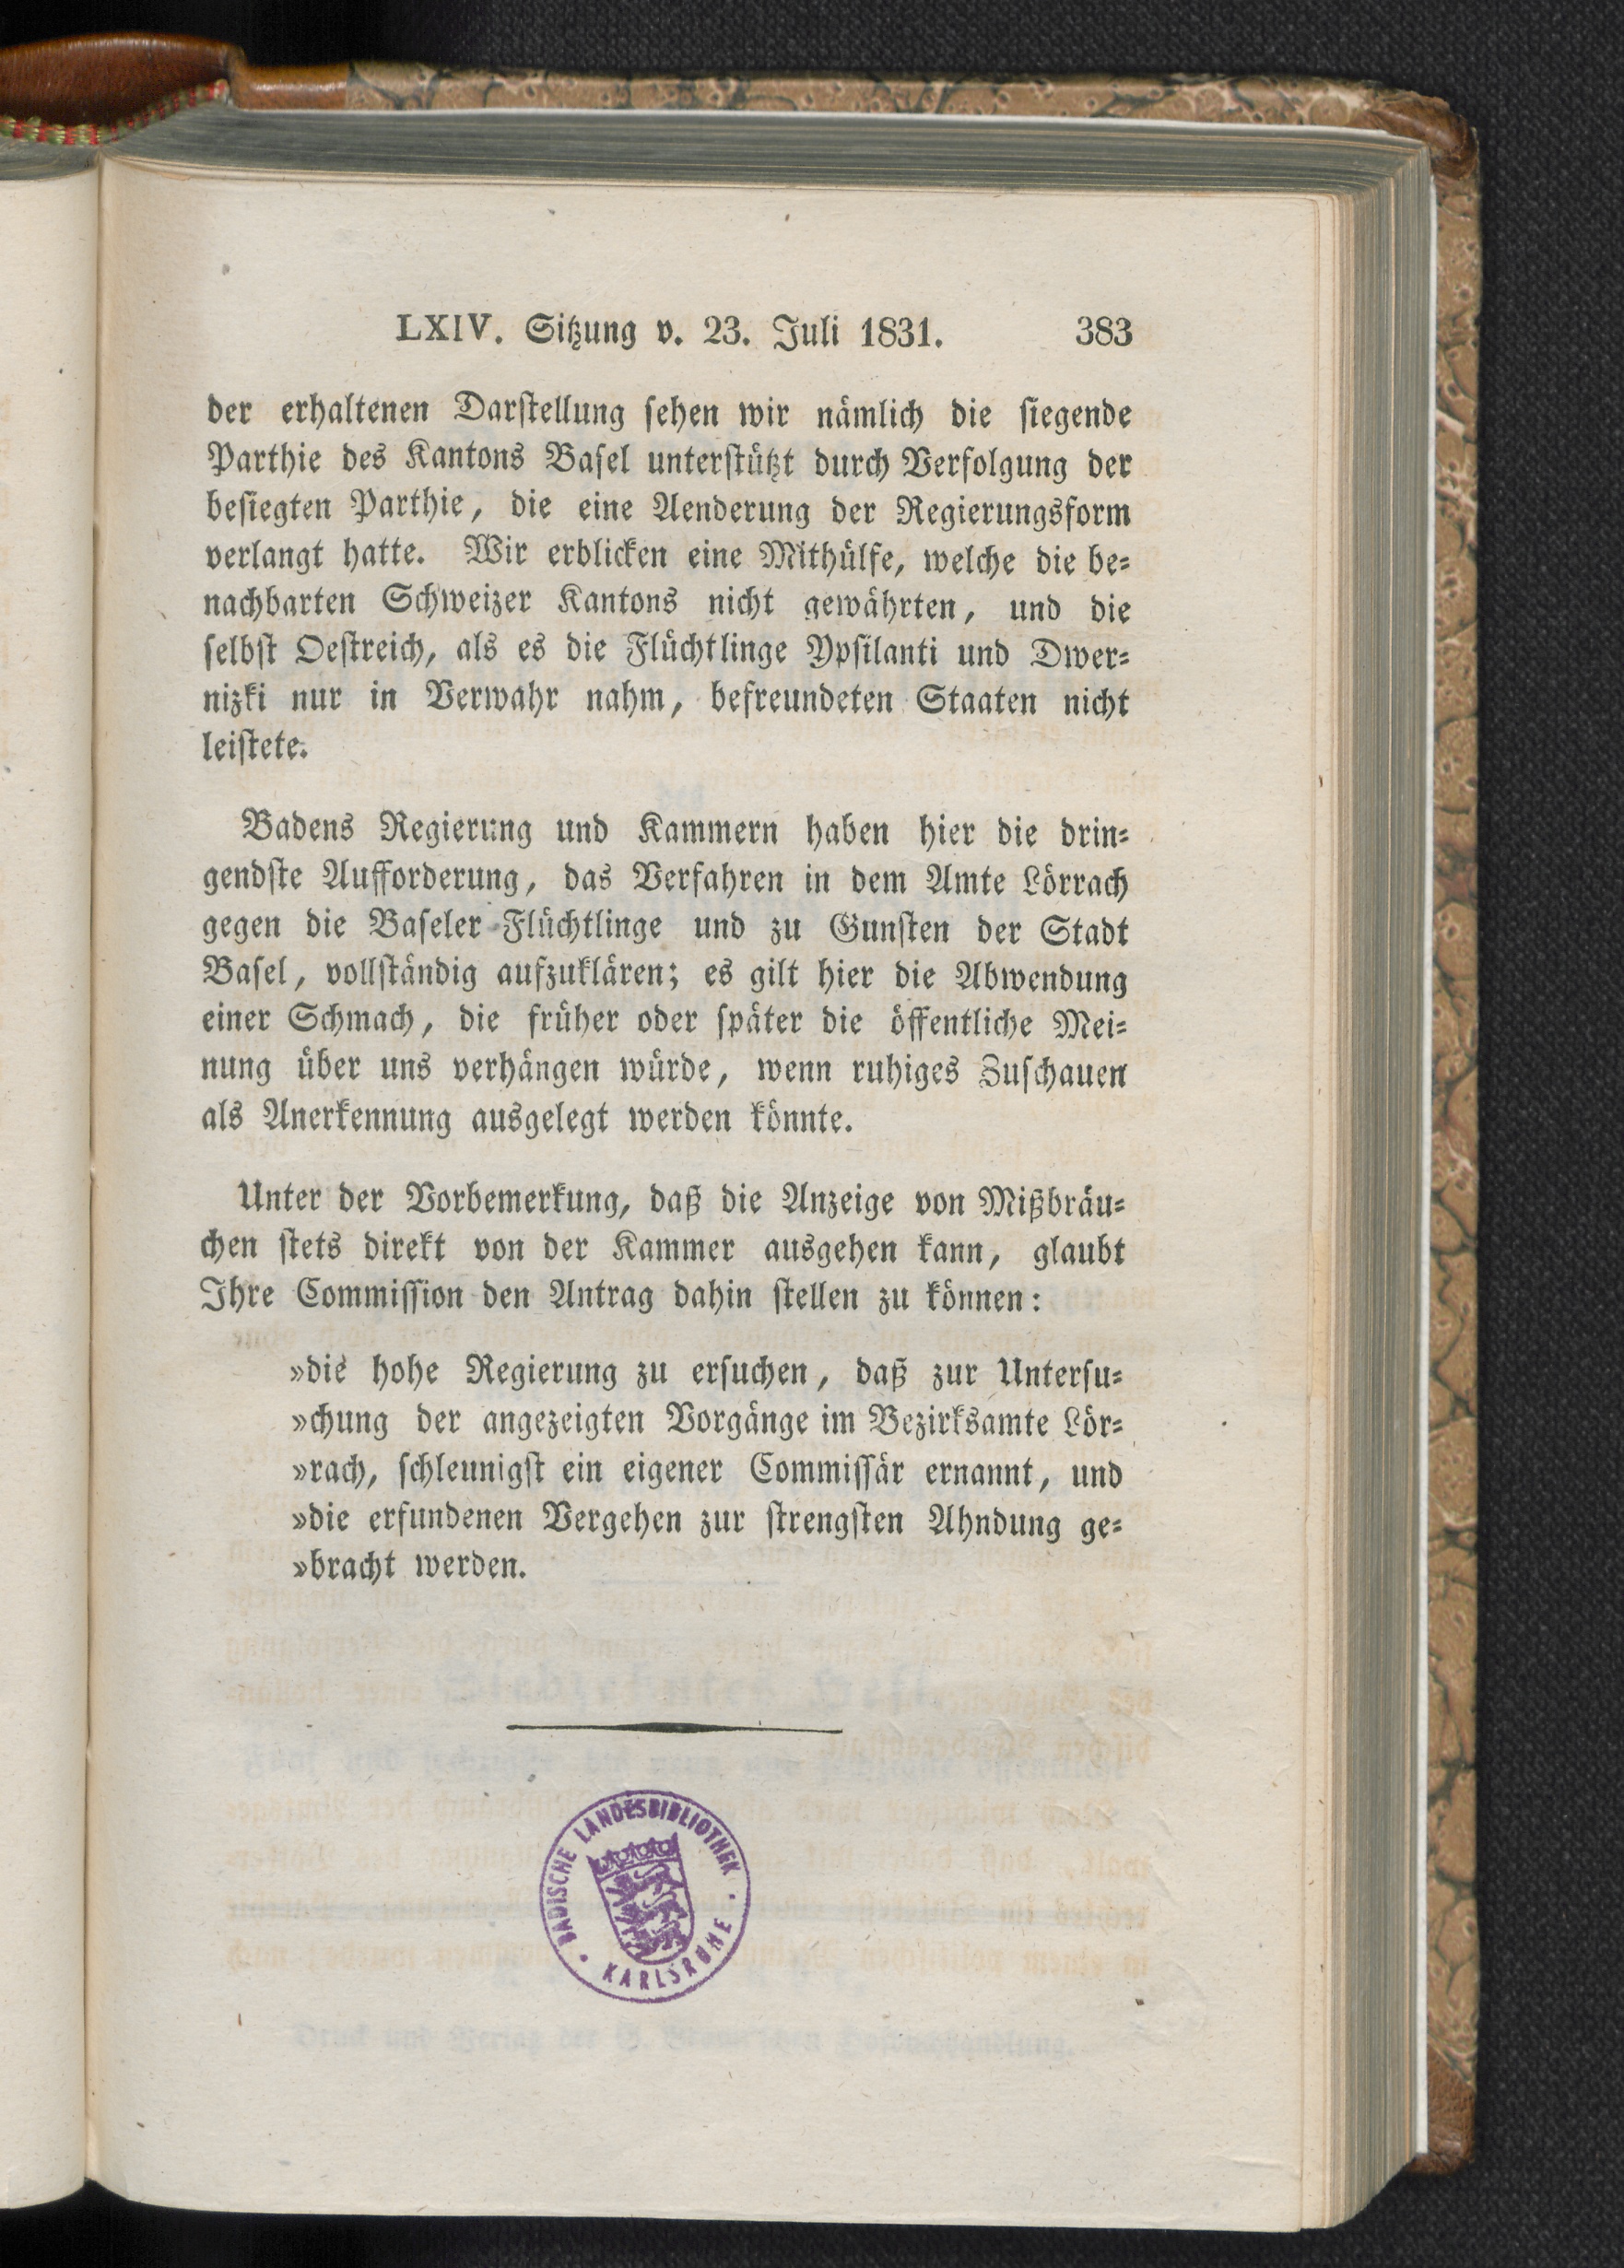 LXIV. Sitzung v. 23. Juli 1831. 383
der erhaltenen Darstellung sehen wir nämlich die siegende
Parthie des Kantons Basel unterstützt durch Verfolgung der
besiegten Parthie, die eine Aenderung der Regierungsform
verlangt hatte. Wir erblicken eine Mithülfe, welche die be-
nachbarten Schweizer Kantons nicht gewährten, und die
selbst Oestreich, als es die Flüchtlinge Ypsilanti und Dwer-
nizki nur in Verwahr nahm, befreundeten Staaten nicht
leistete.
Badens Regierung und Kammern haben hier die drin-
gendste Aufforderung, das Verfahren in dem Amte Lörrach
gegen die Baseler Flüchtlinge und zu Gunsten der Stadt
Basel, vollständig aufzuklären; es gilt hier die Abwendung
einer Schmach, die früher oder später die öffentliche Mei-
nung über uns verhängen würde, wenn ruhiges Zuschauen
als Anerkennung ausgelegt werden könnte.
Unter der Vorbemerkung, daß die Anzeige von Mißbräu-
chen stets direkt von der Kammer ausgehen kann, glaubt
Ihre Commission den Antrag dahin stellen zu können:
»die hohe Regierung zu ersuchen, daß zur Untersu-
»chung der angezeigten Vorgänge im Bezirksamte Lör-
»rach, schleunigst ein eigener Commissär ernannt, und
»die erfundenen Vergehen zur strengsten Ahndung ge-
»bracht werden.
BADISCHE LANDESBIBLIOTHEK
KARLSRUHE